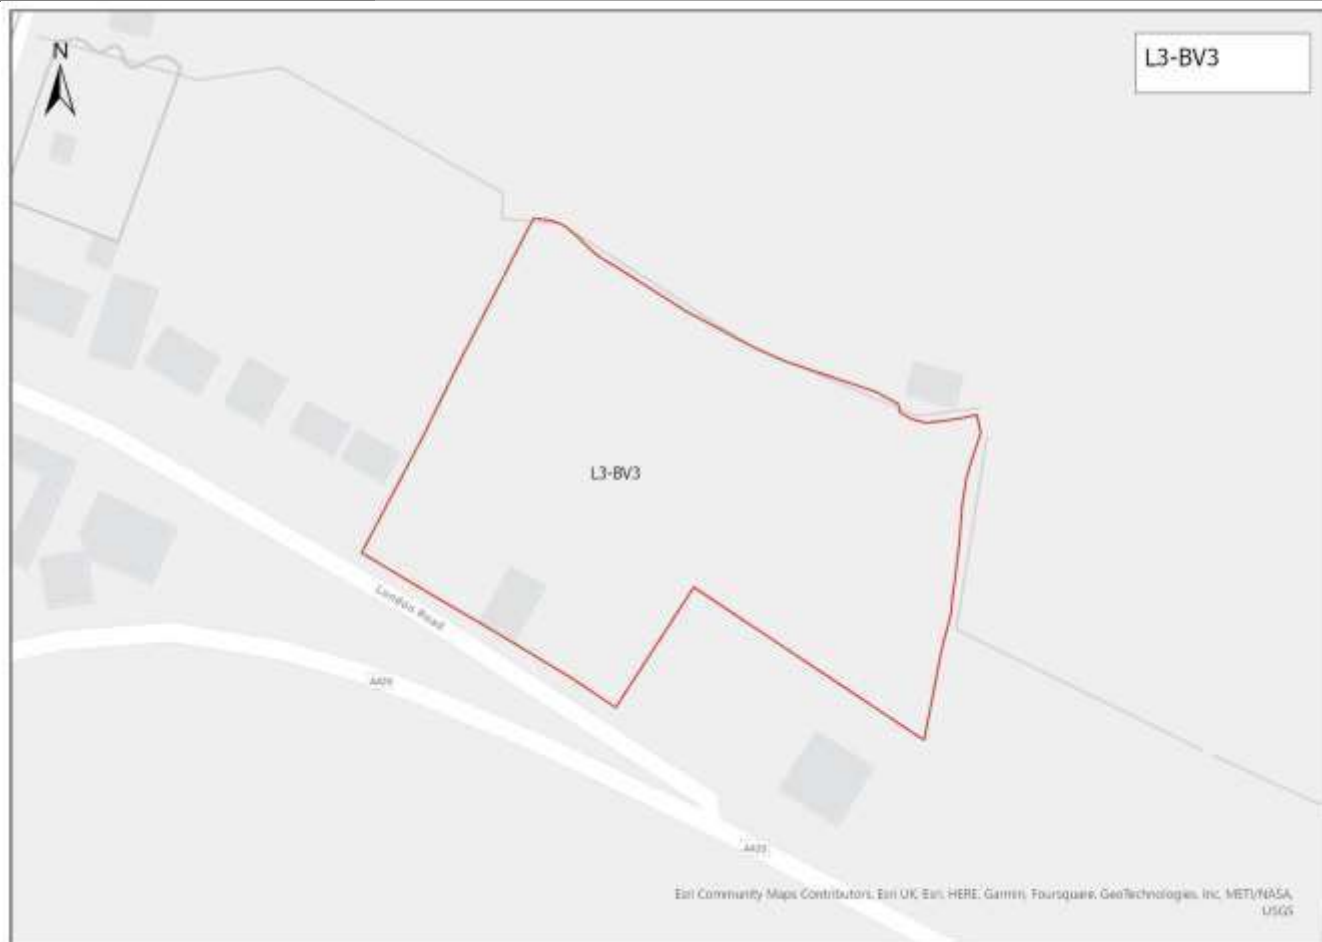 N
L3-BV3
L3-BV3
London Road
Esri Community Maps Contributors, Esri UK, Esri, HERE, Garmin, Foursquare, GeoTechnologies, Inc, METI/NASA,
USGS